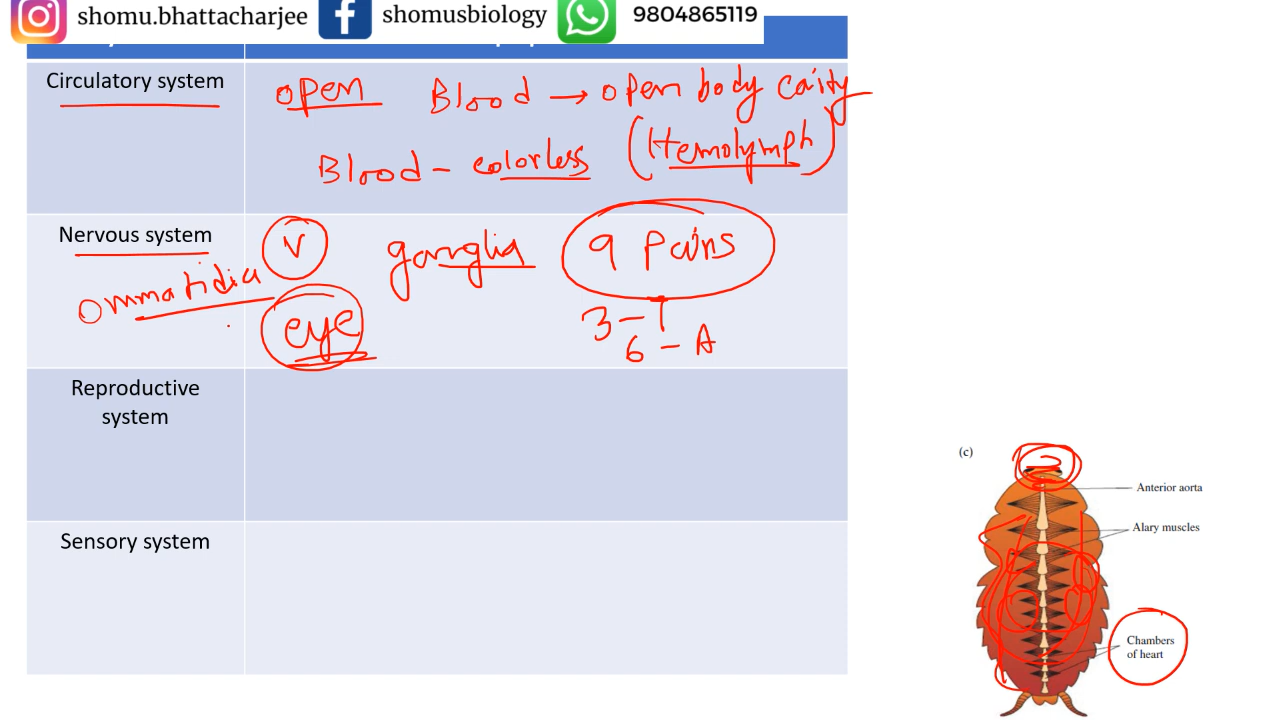 shomu.bhattacharjee shomusbiology 9804865119
Circulatory system
open Blood → open body cavity
Blood - colorless (Hemolymph)
Nervous system
V ganglia 9 pairs
Ommatidia
eye
3 - T
6 - A
Reproductive
system
Sensory system
(c)
Anterior aorta
Alary muscles
Chambers
of heart